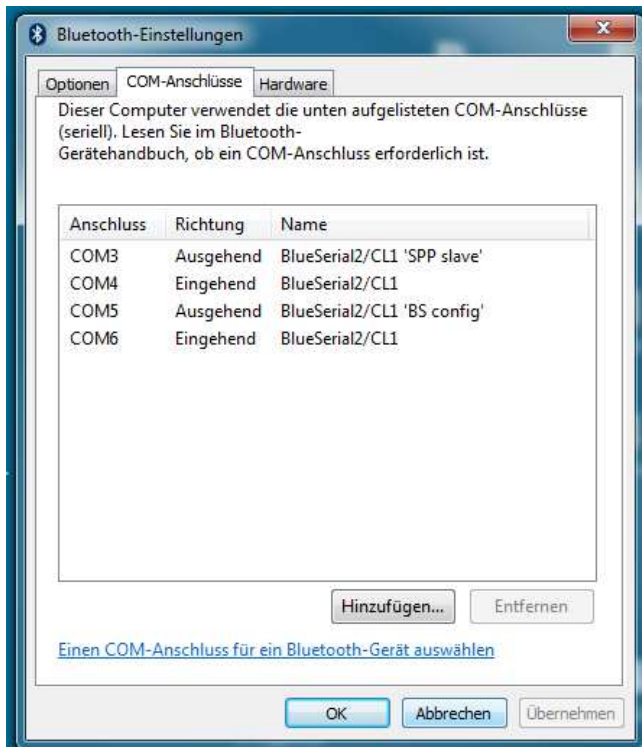 Bluetooth-Einstellungen
Optionen COM-Anschlüsse Hardware
Dieser Computer verwendet die unten aufgelisteten COM-Anschlüsse
(seriell). Lesen Sie im Bluetooth-
Gerätehandbuch, ob ein COM-Anschluss erforderlich ist.
Anschluss Richtung Name
COM3 Ausgehend BlueSerial2/CL1 'SPP slave'
COM4 Eingehend BlueSerial2/CL1
COM5 Ausgehend BlueSerial2/CL1 'BS config'
COM6 Eingehend BlueSerial2/CL1
Hinzufügen... Entfernen
Einen COM-Anschluss für ein Bluetooth-Gerät auswählen
OK Abbrechen Übernehmen